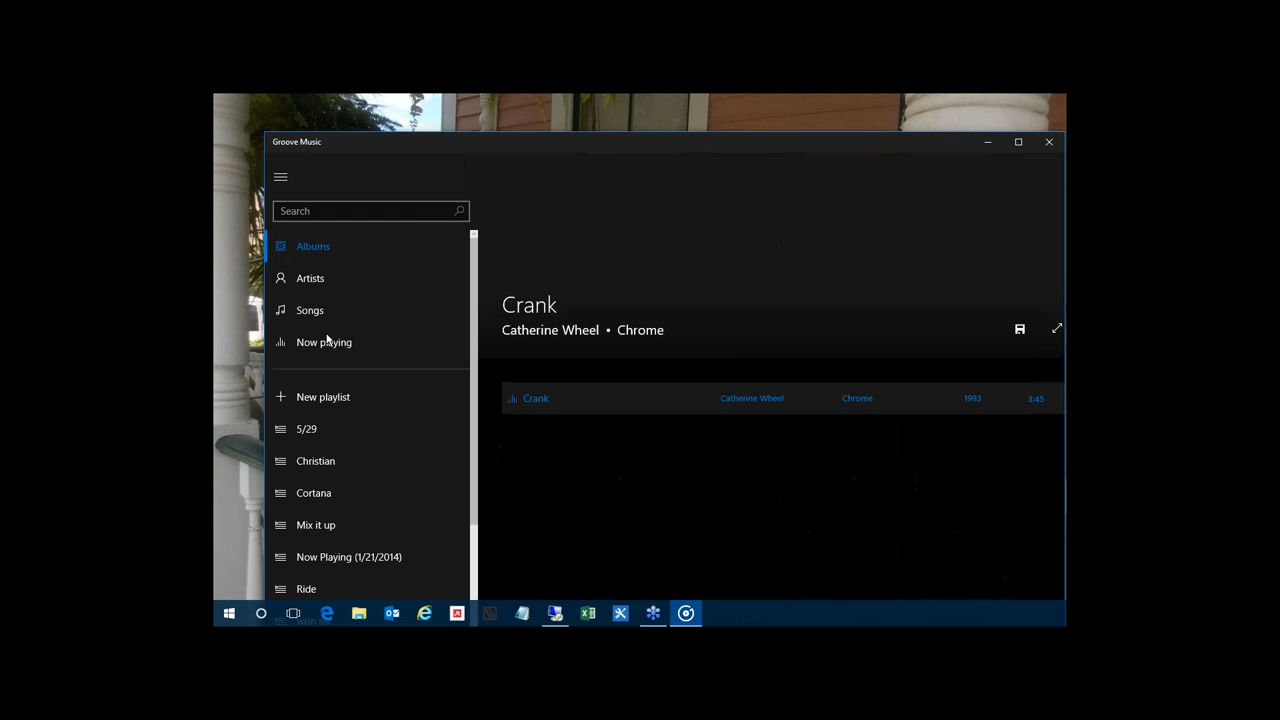 Groove Music
Search
Albums
Artists
Songs
Now playing
New playlist
5/29
Christian
Cortana
Mix it up
Now Playing (1/21/2014)
Ride
Crank
Catherine Wheel • Chrome
Crank Catherine Wheel Chrome 1993 3:45